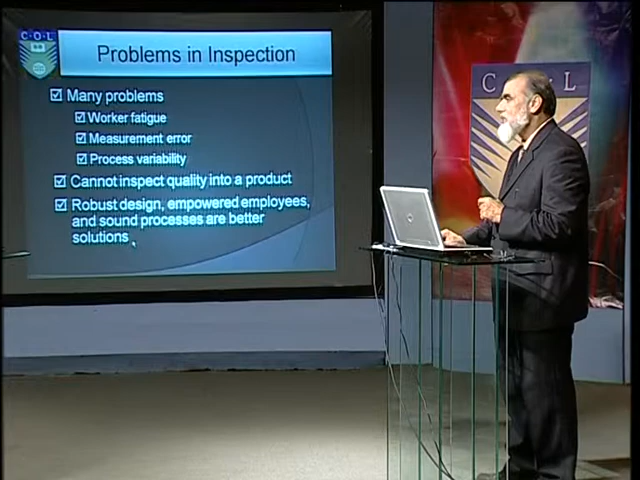 C·O·L
Problems in Inspection
Many problems
Worker fatigue
Measurement error
Process variability
Cannot inspect quality into a product
Robust design, empowered employees,
and sound processes are better
solutions
C O L